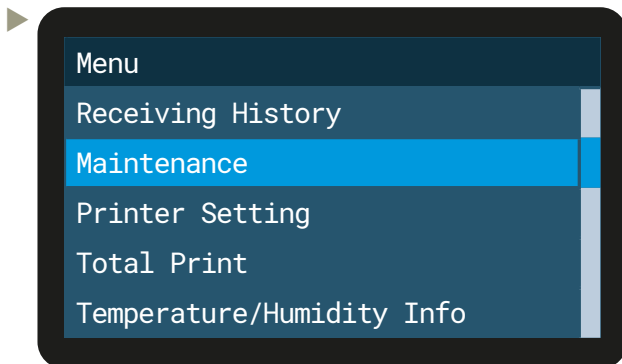 Menu
Receiving History
Maintenance
Printer Setting
Total Print
Temperature/Humidity Info